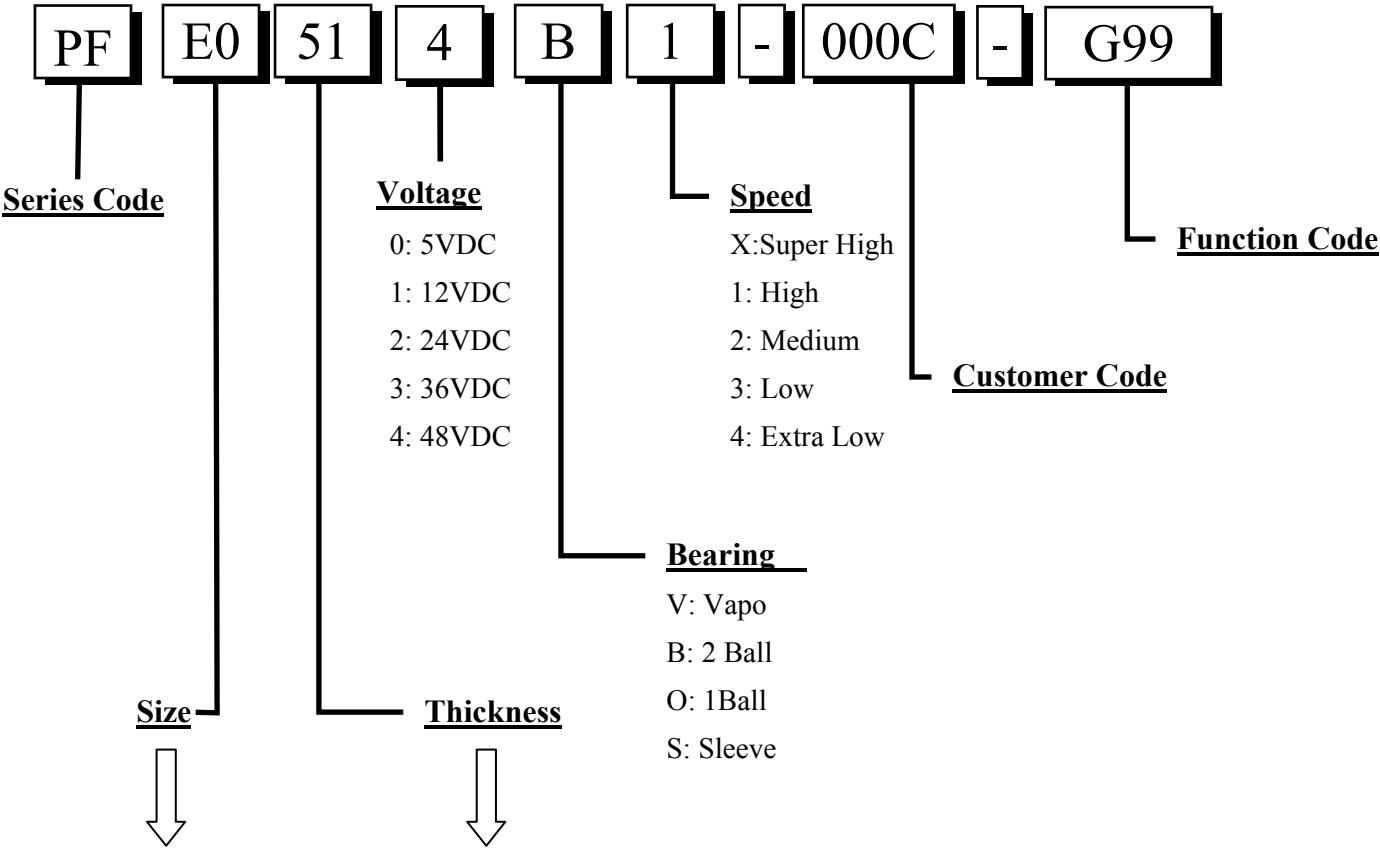 PF E0 51 4 B 1 - 000C - G99
Series Code
Voltage
0: 5VDC
1: 12VDC
2: 24VDC
3: 36VDC
4: 48VDC
Speed
X:Super High
1: High
2: Medium
3: Low
4: Extra Low
Function Code
Customer Code
Bearing
V: Vapo
B: 2 Ball
O: 1Ball
S: Sleeve
Size
Thickness